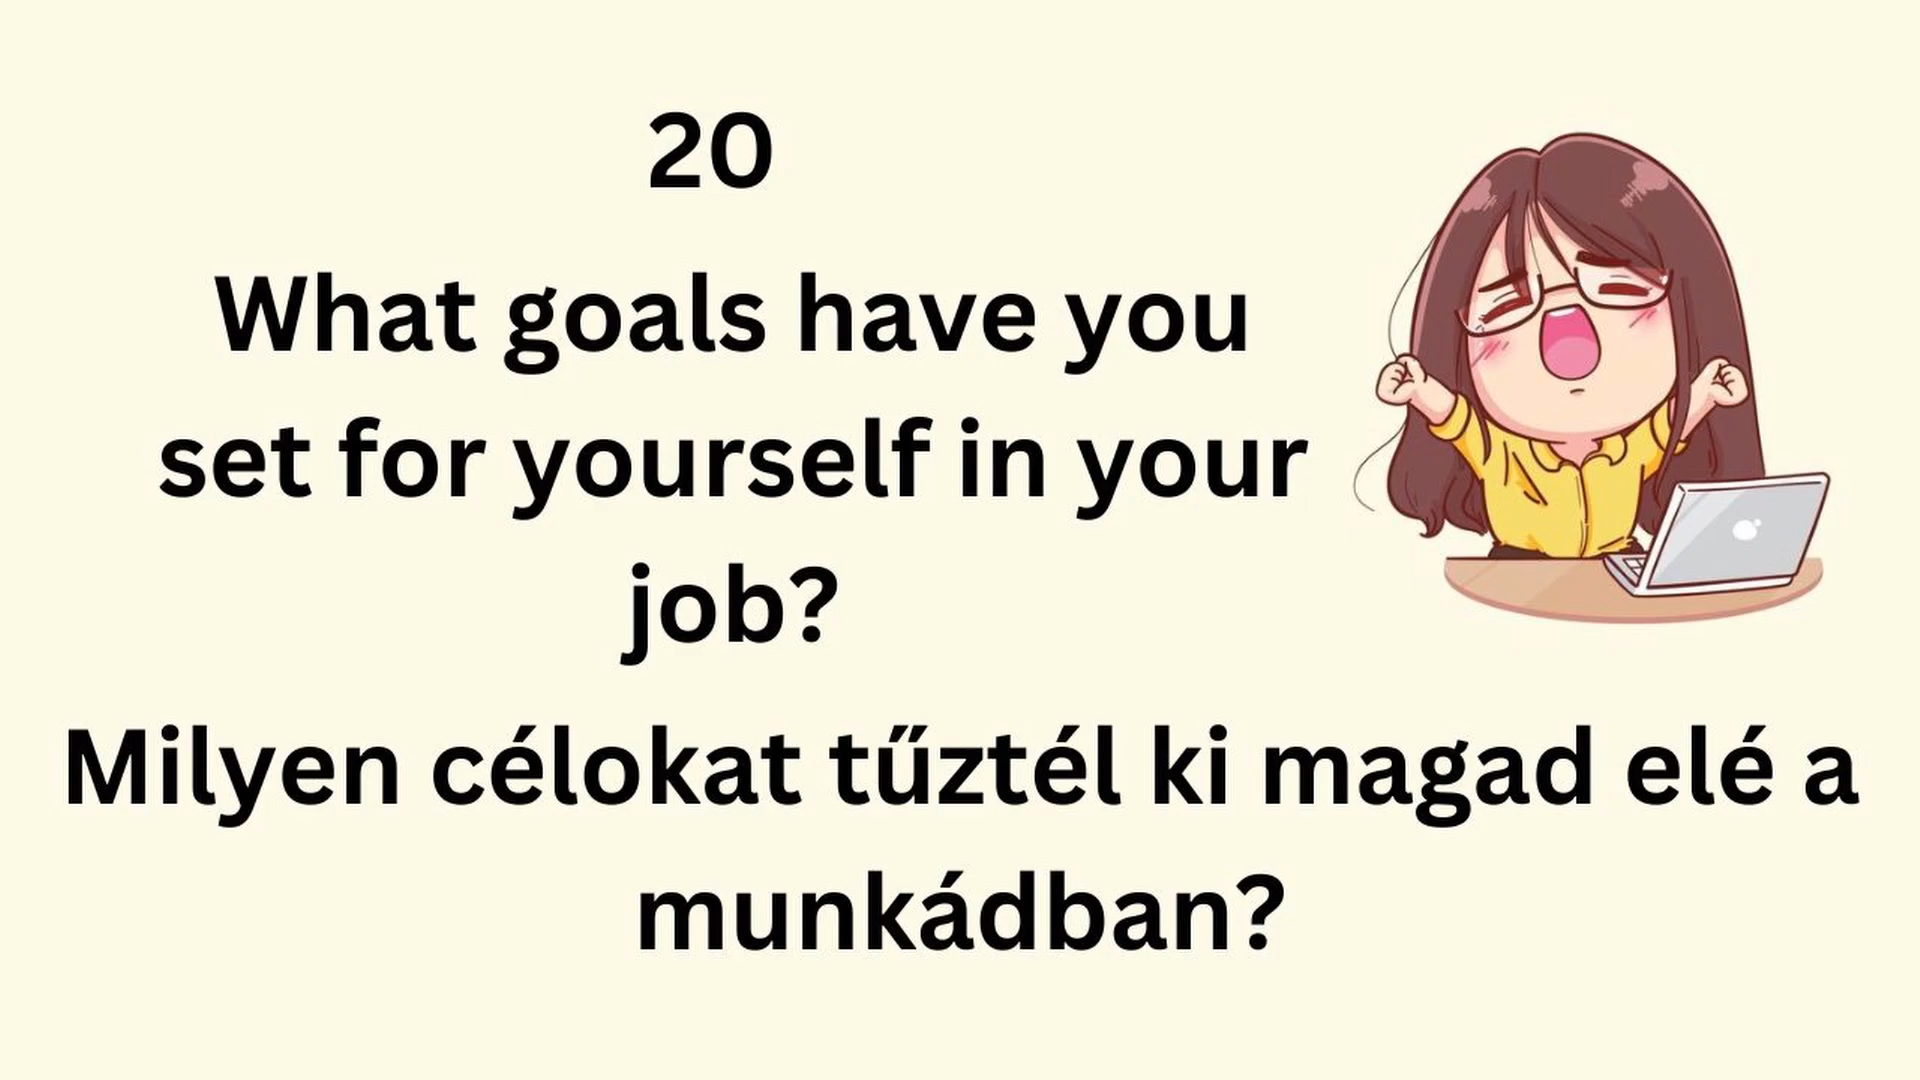 20
What goals have you
set for yourself in your
job?
Milyen célokat tűztél ki magad elé a
munkádban?